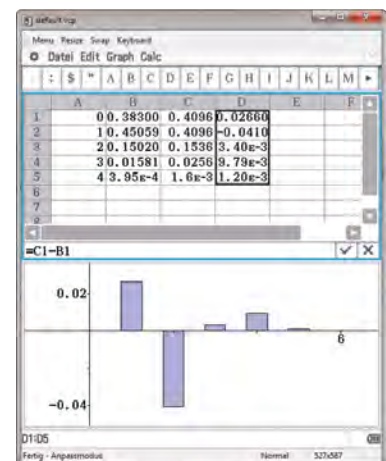 default.vcp
Menu Resize Swap Keyboard
Datei Edit Graph Calc
: $ " A B C D E F G H I J K L M
A B C D E F
1 0 0.38300 0.4096 0.02660
2 1 0.45059 0.4096 -0.0410
3 2 0.15020 0.1536 3.40E-3
4 3 0.01581 0.0256 9.79E-3
5 4 3.95E-4 1.6E-3 1.20E-3
6
7
=C1-B1
0.02
6
-0.04
01:05
Fertig - Anpassmodus Normal 527x587